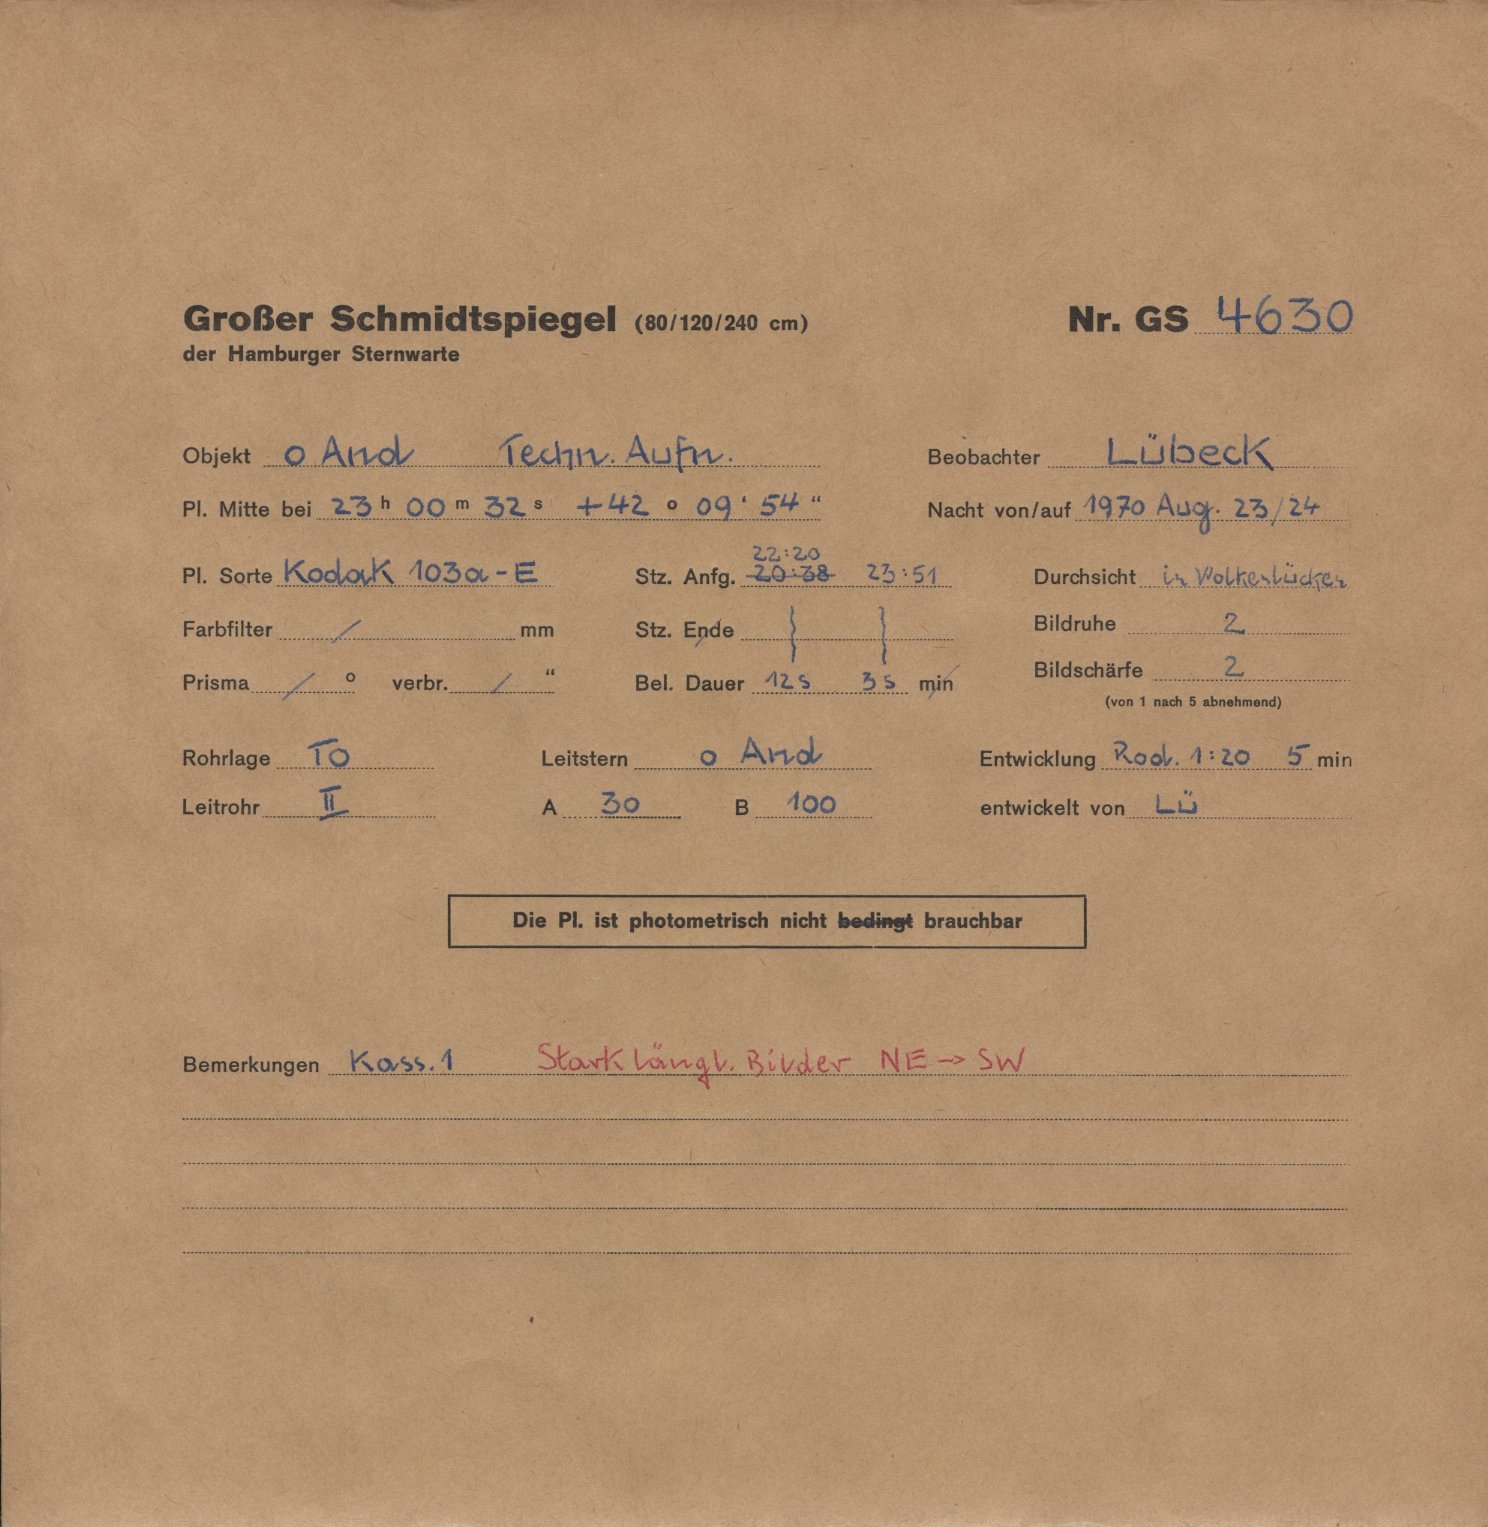 Großer Schmidtspiegel (80/120/240 cm) Nr. GS 4630
der Hamburger Sternwarte
Objekt o And Techn. Aufn. Beobachter Lübeck
Pl. Mitte bei 23 h 00 m 32 s +42 o 09 ‘ 54 “ Nacht von/auf 1970 Aug. 23/24
22:20
Pl. Sorte Kodak 103a-E Stz. Anfg. 20:38 23:51 Durchsicht in Wolkenlücken
Farbfilter / mm Stz. Ende Bildruhe 2
Prisma / o verbr. / “ Bel. Dauer 12s 3s min Bildschärfe 2
(von 1 nach 5 abnehmend)
Rohrlage TO Leitstern o And Entwicklung Rod. 1:20 5 min
Leitrohr II A 30 B 100 entwickelt von Lü
Die Pl. ist photometrisch nicht bedingt brauchbar
Bemerkungen Kass. 1 Stark längl. Bilder NE → SW